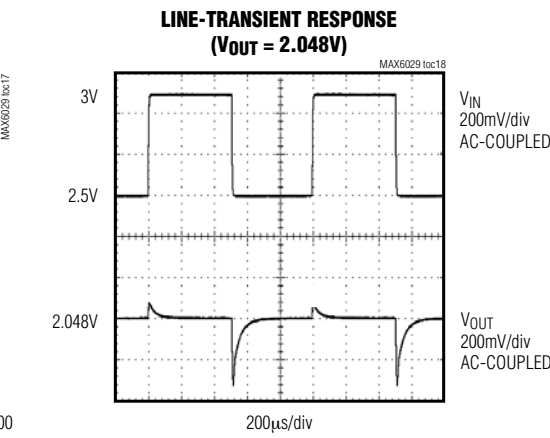 LINE-TRANSIENT RESPONSE
(VOUT = 2.048V)
MAX6029 toc18
MAX6029 toc17
3V
VIN
200mV/div
AC-COUPLED
2.5V
2.048V
VOUT
200mV/div
AC-COUPLED
00
200µs/div